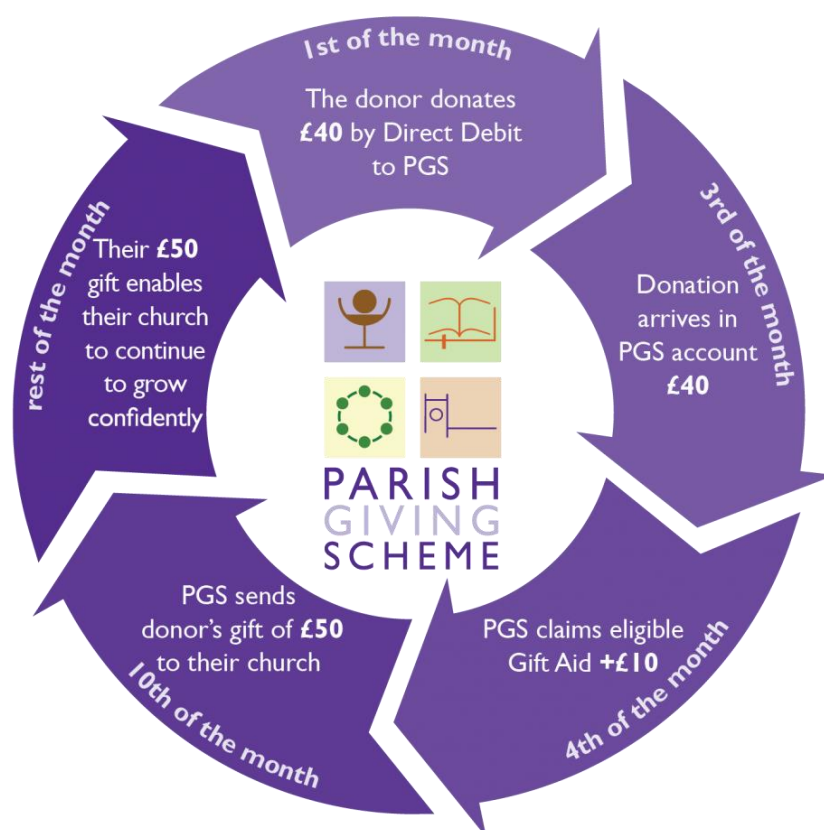 1st of the month
The donor donates
£40 by Direct Debit
to PGS
3rd of the month
Donation
arrives in
PGS account
£40
4th of the month
PGS claims eligible
Gift Aid +£10
10th of the month
PGS sends
donor's gift of £50
to their church
rest of the month
Their £50
gift enables
their church
to continue
to grow
confidently
PARISH
GIVING
SCHEME